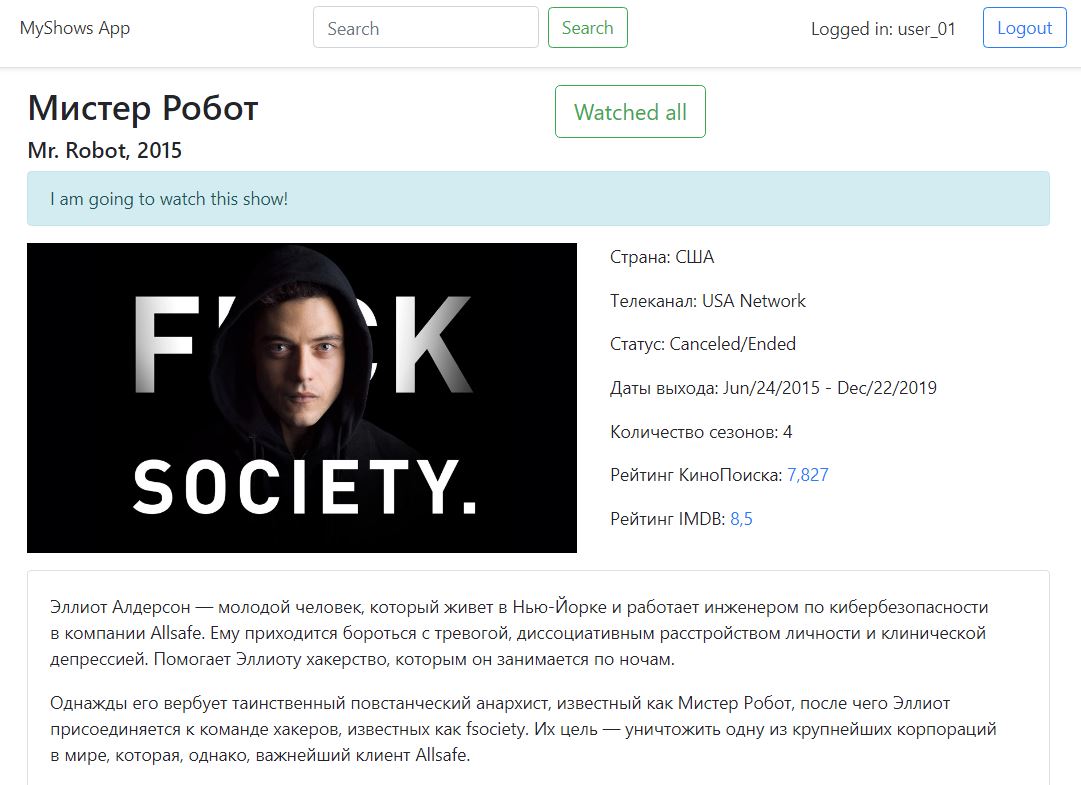 MyShows App
Search
Search
Logged in: user_01
Logout
Мистер Робот
Watched all
Mr. Robot, 2015
I am going to watch this show!
F CK
SOCIETY.
Страна: США
Телеканал: USA Network
Статус: Canceled/Ended
Даты выхода: Jun/24/2015 - Dec/22/2019
Количество сезонов: 4
Рейтинг КиноПоиска: 7,827
Рейтинг IMDB: 8,5
Эллиот Алдерсон — молодой человек, который живет в Нью-Йорке и работает инженером по кибербезопасности
в компании Allsafe. Ему приходится бороться с тревогой, диссоциативным расстройством личности и клинической
депрессией. Помогает Эллиоту хакерство, которым он занимается по ночам.
Однажды его вербует таинственный повстанческий анархист, известный как Мистер Робот, после чего Эллиот
присоединяется к команде хакеров, известных как fsociety. Их цель — уничтожить одну из крупнейших корпораций
в мире, которая, однако, важнейший клиент Allsafe.